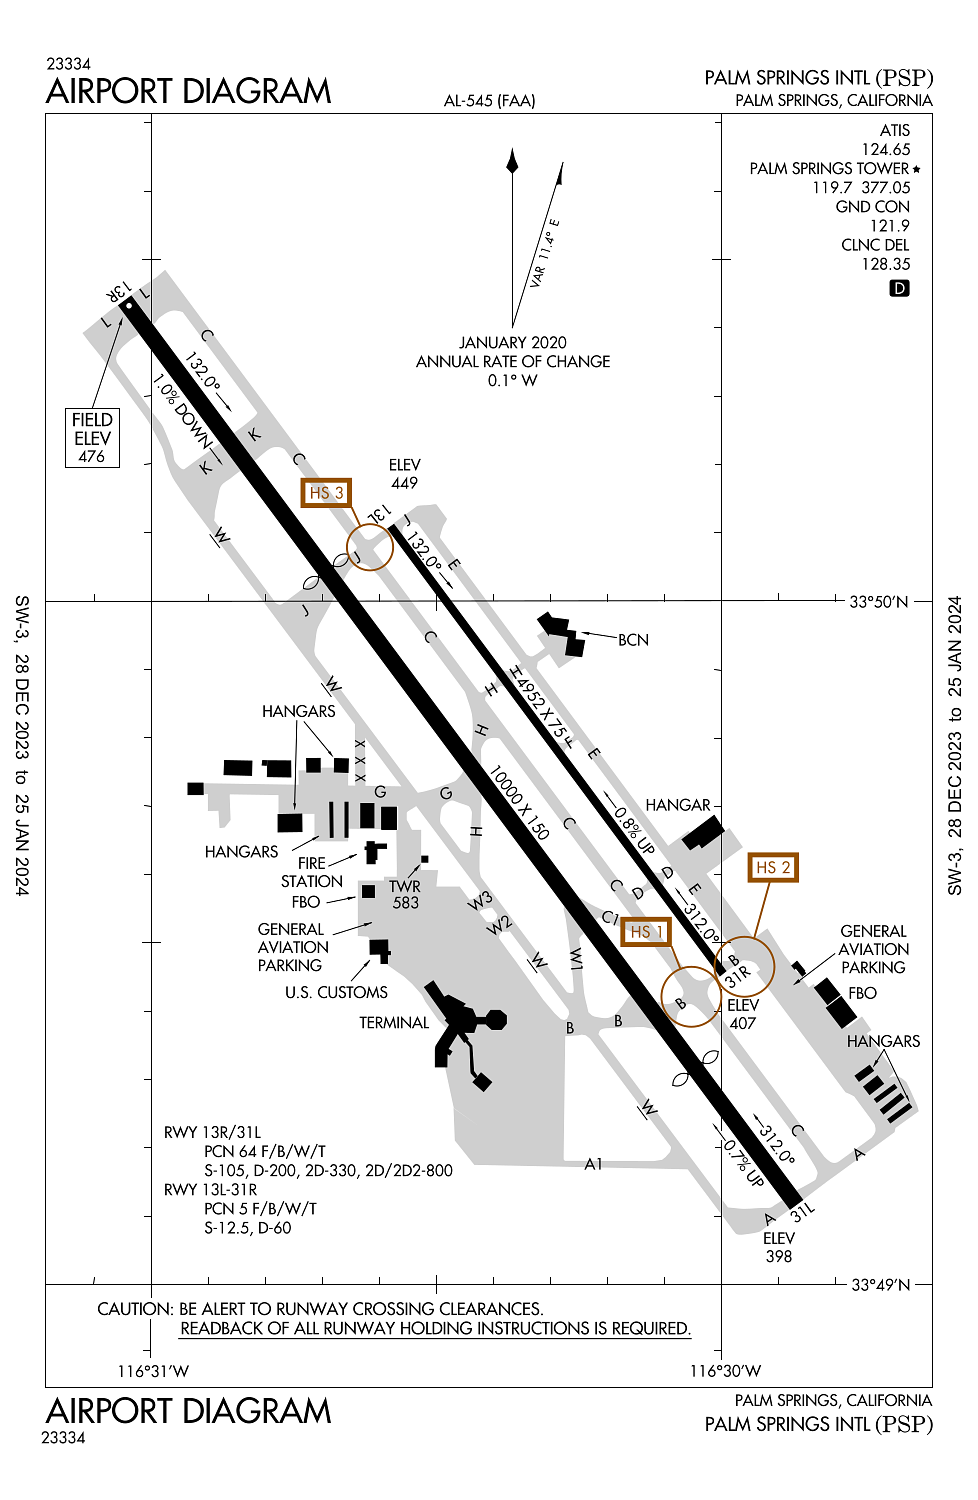 23334
AIRPORT DIAGRAM
AL-545 (FAA)
PALM SPRINGS INTL (PSP)
PALM SPRINGS, CALIFORNIA
ATIS
124.65
PALM SPRINGS TOWER ★
119.7 377.05
GND CON
121.9
CLNC DEL
128.35
D
VAR 11.4° E
JANUARY 2020
ANNUAL RATE OF CHANGE
0.1° W
13R
L
L
C
132.0°
1.0% DOWN
FIELD
ELEV
476
K
K
C
HS 3
ELEV
449
13L
J
132.0°
E
W
J
J
33°50'N
C
BCN
W
H
H
4952 X 75
F
E
HANGARS
X
X
X
G
G
10000 X 150
H
C
0.8% UP
HANGAR
HANGARS
FIRE
STATION
FBO
TWR
583
C
D
D
E
HS 2
W3
W2
C1
HS 1
312.0°
GENERAL
AVIATION
PARKING
U.S. CUSTOMS
W
W1
B
31R
GENERAL
AVIATION
PARKING
FBO
TERMINAL
B
B
B
ELEV
407
HANGARS
W
312.0°
0.7% UP
C
A
A1
A
31L
ELEV
398
RWY 13R/31L
PCN 64 F/B/W/T
S-105, D-200, 2D-330, 2D/2D2-800
RWY 13L-31R
PCN 5 F/B/W/T
S-12.5, D-60
33°49'N
CAUTION: BE ALERT TO RUNWAY CROSSING CLEARANCES.
READBACK OF ALL RUNWAY HOLDING INSTRUCTIONS IS REQUIRED.
116°31'W
116°30'W
SW-3, 28 DEC 2023 to 25 JAN 2024
SW-3, 28 DEC 2023 to 25 JAN 2024
AIRPORT DIAGRAM
23334
PALM SPRINGS, CALIFORNIA
PALM SPRINGS INTL (PSP)